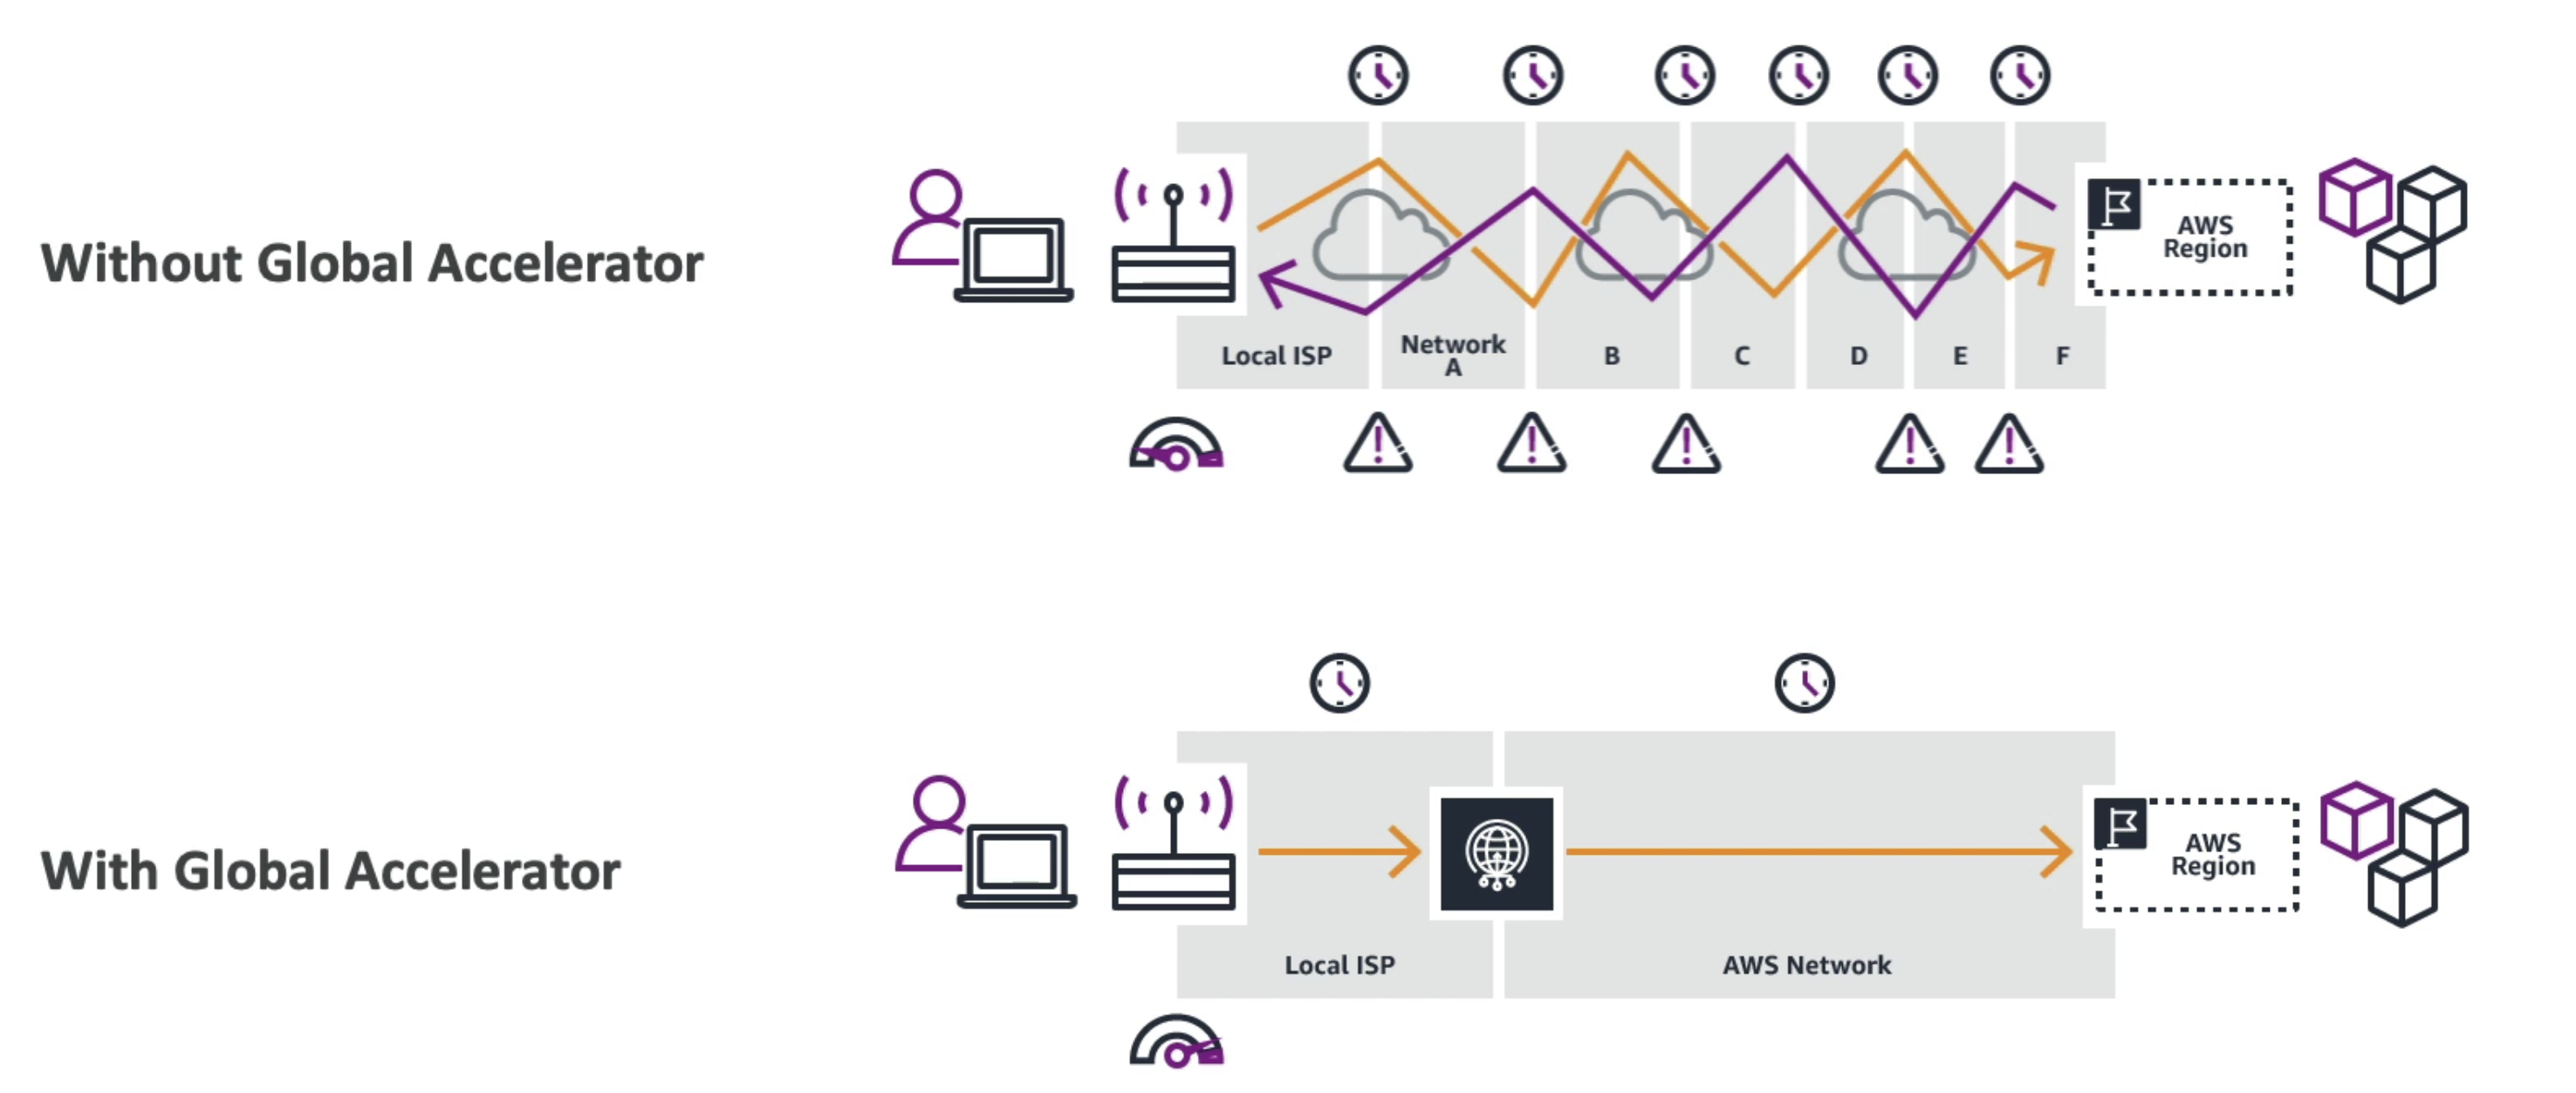 Without Global Accelerator
Local ISP
Network
A
B
C
D
E
F
AWS
Region
With Global Accelerator
Local ISP
AWS Network
AWS
Region